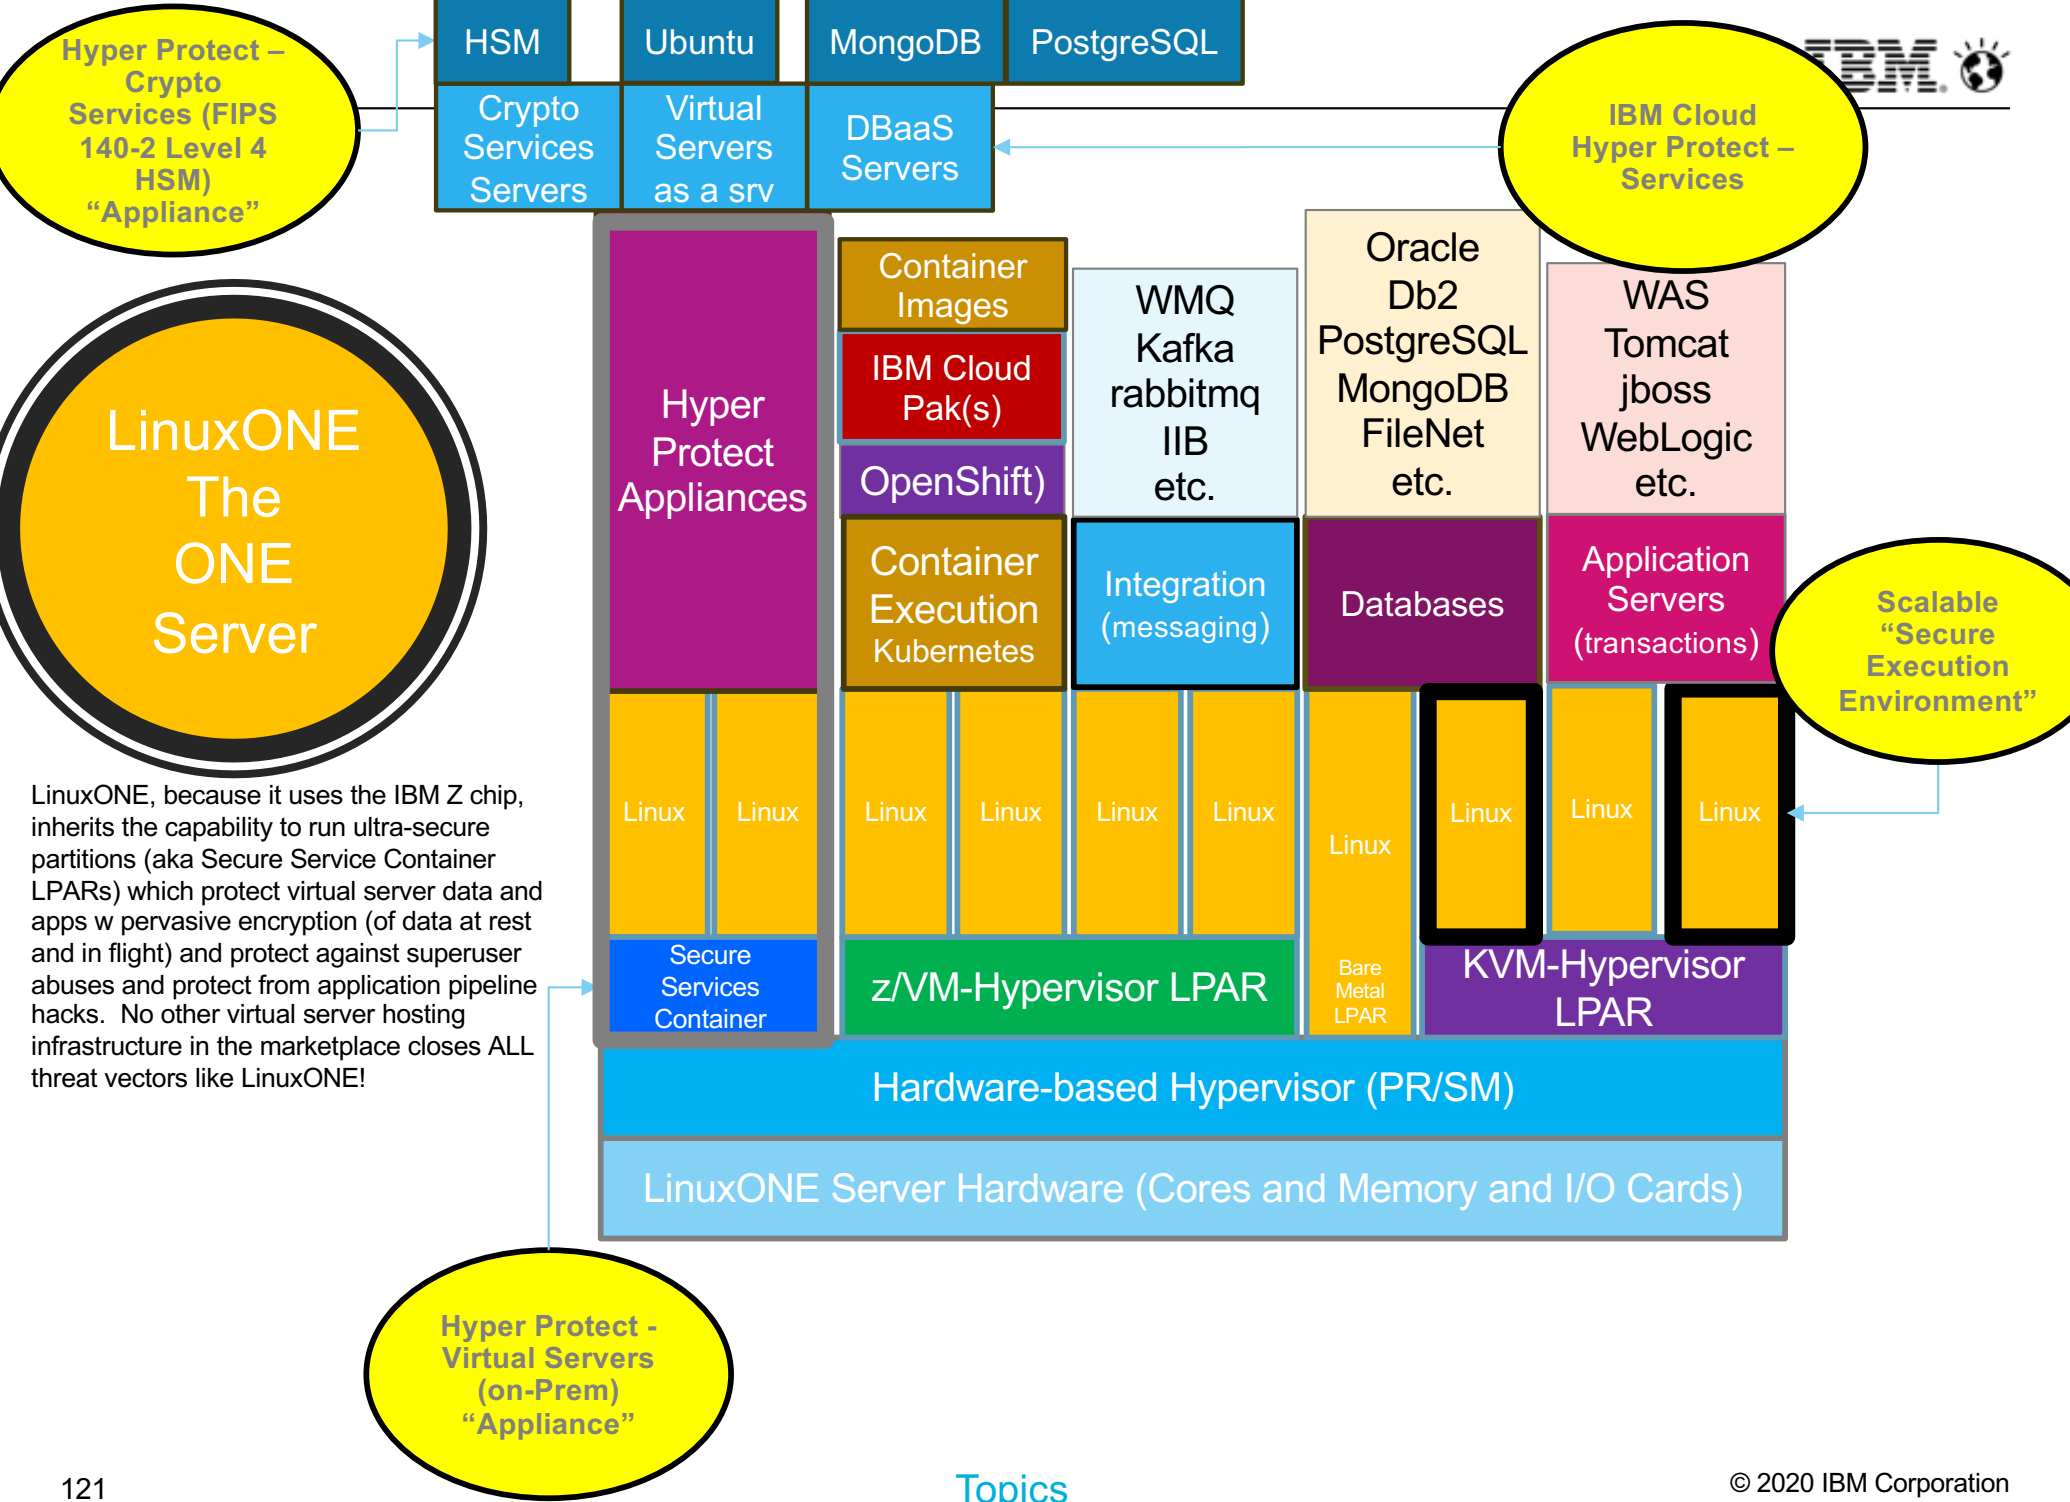 Hyper Protect –
Crypto
Services (FIPS
140-2 Level 4
HSM)
“Appliance”
HSM
Ubuntu
MongoDB
PostgreSQL
Crypto
Services
Servers
Virtual
Servers
as a srv
DBaaS
Servers
IBM Cloud
Hyper Protect –
Services
IBM.
LinuxONE
The
ONE
Server
Hyper
Protect
Appliances
Container
Images
IBM Cloud
Pak(s)
OpenShift)
Container
Execution
Kubernetes
WMQ
Kafka
rabbitmq
IIB
etc.
Integration
(messaging)
Oracle
Db2
PostgreSQL
MongoDB
FileNet
etc.
Databases
WAS
Tomcat
jboss
WebLogic
etc.
Application
Servers
(transactions)
Scalable
“Secure
Execution
Environment”
Linux
Linux
Linux
Linux
Linux
Linux
Linux
Linux
Linux
Linux
Secure
Services
Container
z/VM-Hypervisor LPAR
Bare
Metal
LPAR
KVM-Hypervisor
LPAR
Hardware-based Hypervisor (PR/SM)
LinuxONE Server Hardware (Cores and Memory and I/O Cards)
LinuxONE, because it uses the IBM Z chip,
inherits the capability to run ultra-secure
partitions (aka Secure Service Container
LPARs) which protect virtual server data and
apps w pervasive encryption (of data at rest
and in flight) and protect against superuser
abuses and protect from application pipeline
hacks.  No other virtual server hosting
infrastructure in the marketplace closes ALL
threat vectors like LinuxONE!
Hyper Protect -
Virtual Servers
(on-Prem)
“Appliance”
121
Topics
© 2020 IBM Corporation